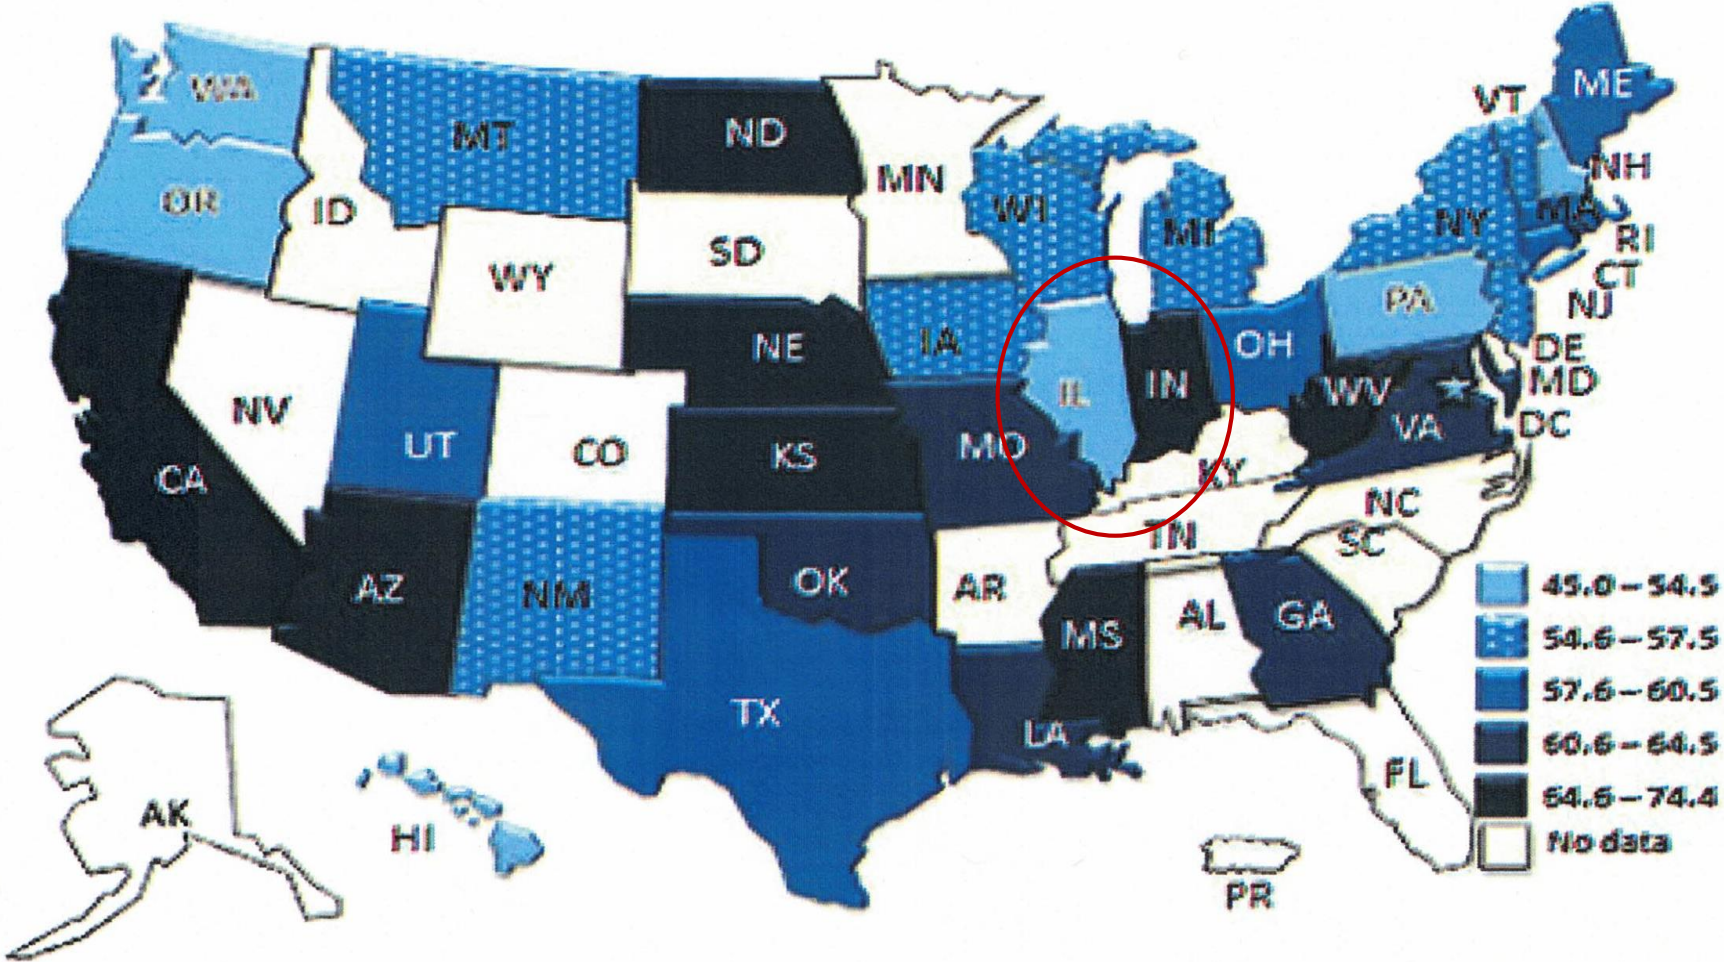 ME
VT
WA
MT
ND
MN
NH
OR
ID
WI
MI
NY
MA
RI
SD
WY
CT
PA
NJ
IA
NE
OH
DE
IL
IN
WV
MD
NV
UT
CO
KS
MO
VA
DC
CA
KY
NC
TN
SC
AZ
NM
OK
AR
MS
AL
GA
TX
LA
FL
AK
HI
PR
45.0 – 54.5
54.6 – 57.5
57.6 – 60.5
60.6 – 64.5
64.6 – 74.4
No data